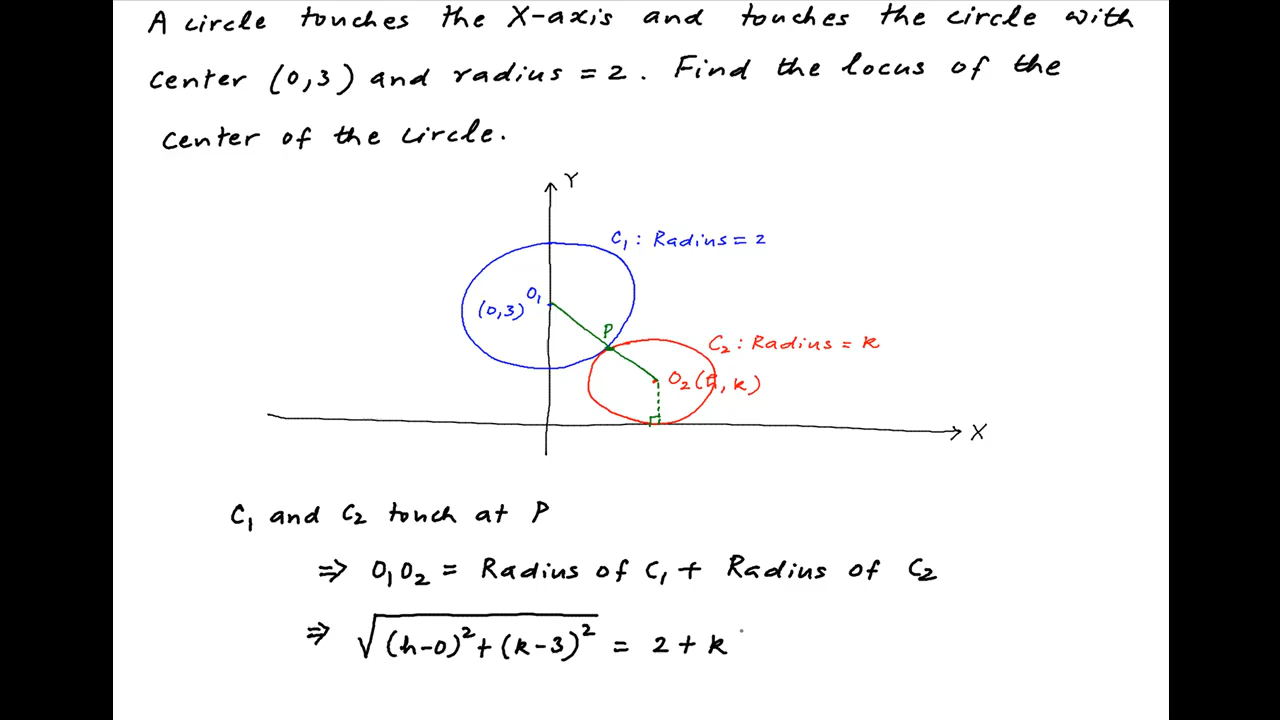 A circle touches the X-axis and touches the circle with
center (0,3) and radius = 2. Find the locus of the
center of the circle.
Y
C₁ : Radius = 2
O₁
(0,3)
P
C₂ : Radius = k
O₂(h, k)
X
C₁ and C₂ touch at P
⇒ O₁O₂ = Radius of C₁ + Radius of C₂
⇒ √((h-0)² + (k-3)²) = 2 + k